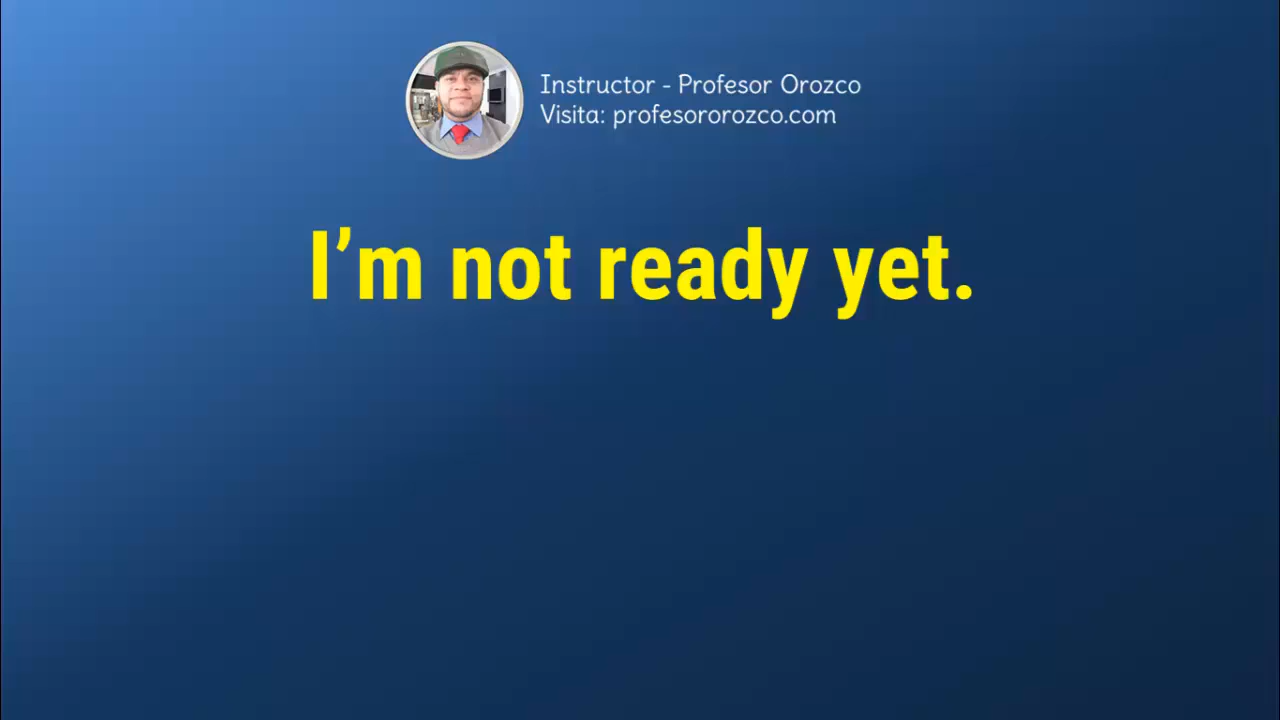 Instructor - Profesor Orozco
Visita: profesororozco.com
I’m not ready yet.